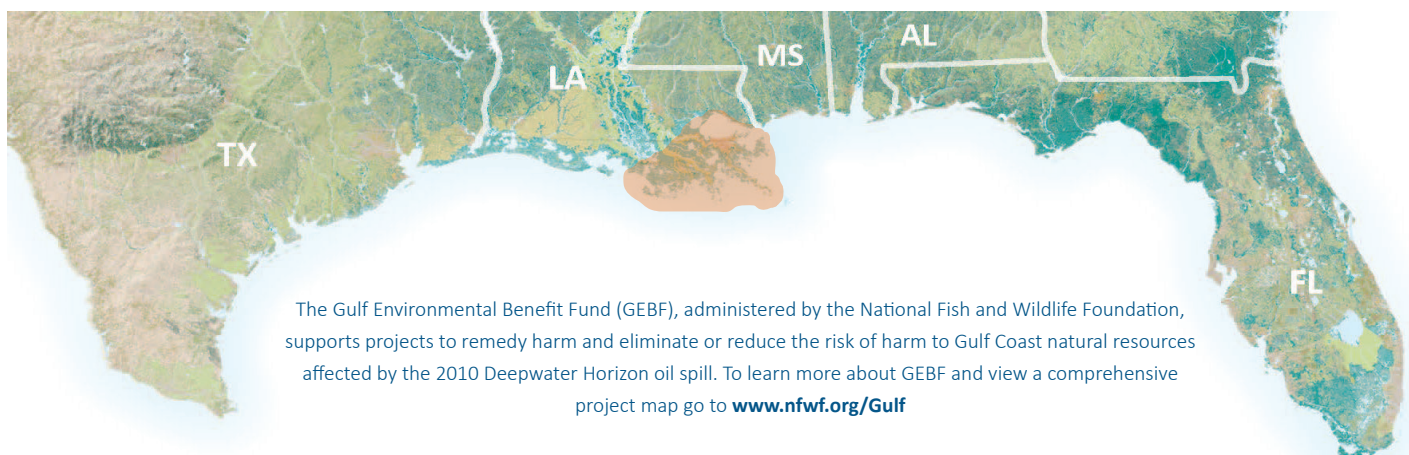 AL
MS
LA
TX
FL
The Gulf Environmental Benefit Fund (GEBF), administered by the National Fish and Wildlife Foundation,
supports projects to remedy harm and eliminate or reduce the risk of harm to Gulf Coast natural resources
affected by the 2010 Deepwater Horizon oil spill. To learn more about GEBF and view a comprehensive
project map go to www.nfwf.org/Gulf